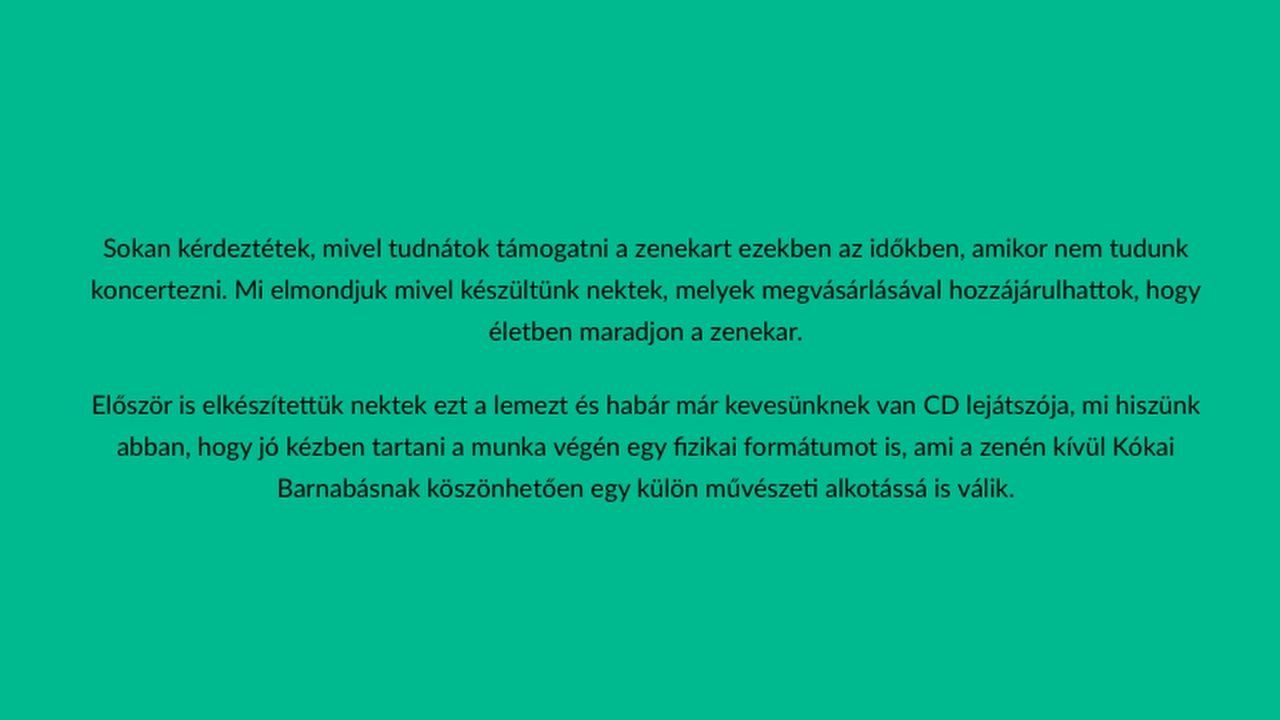 Sokan kérdeztétek, mivel tudnátok támogatni a zenekart ezekben az időkben, amikor nem tudunk
koncertezni. Mi elmondjuk mivel készültünk nektek, melyek megvásárlásával hozzájárulhattok, hogy
életben maradjon a zenekar.
Először is elkészítettük nektek ezt a lemezt és habár már kevesünknek van CD lejátszója, mi hiszünk
abban, hogy jó kézben tartani a munka végén egy fizikai formátumot is, ami a zenén kívül Kókai
Barnabásnak köszönhetően egy külön művészeti alkotássá is válik.